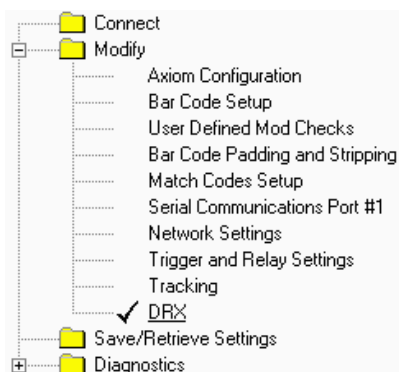 Connect
Modify
Axiom Configuration
Bar Code Setup
User Defined Mod Checks
Bar Code Padding and Stripping
Match Codes Setup
Serial Communications Port #1
Network Settings
Trigger and Relay Settings
Tracking
DRX
Save/Retrieve Settings
Diagnostics